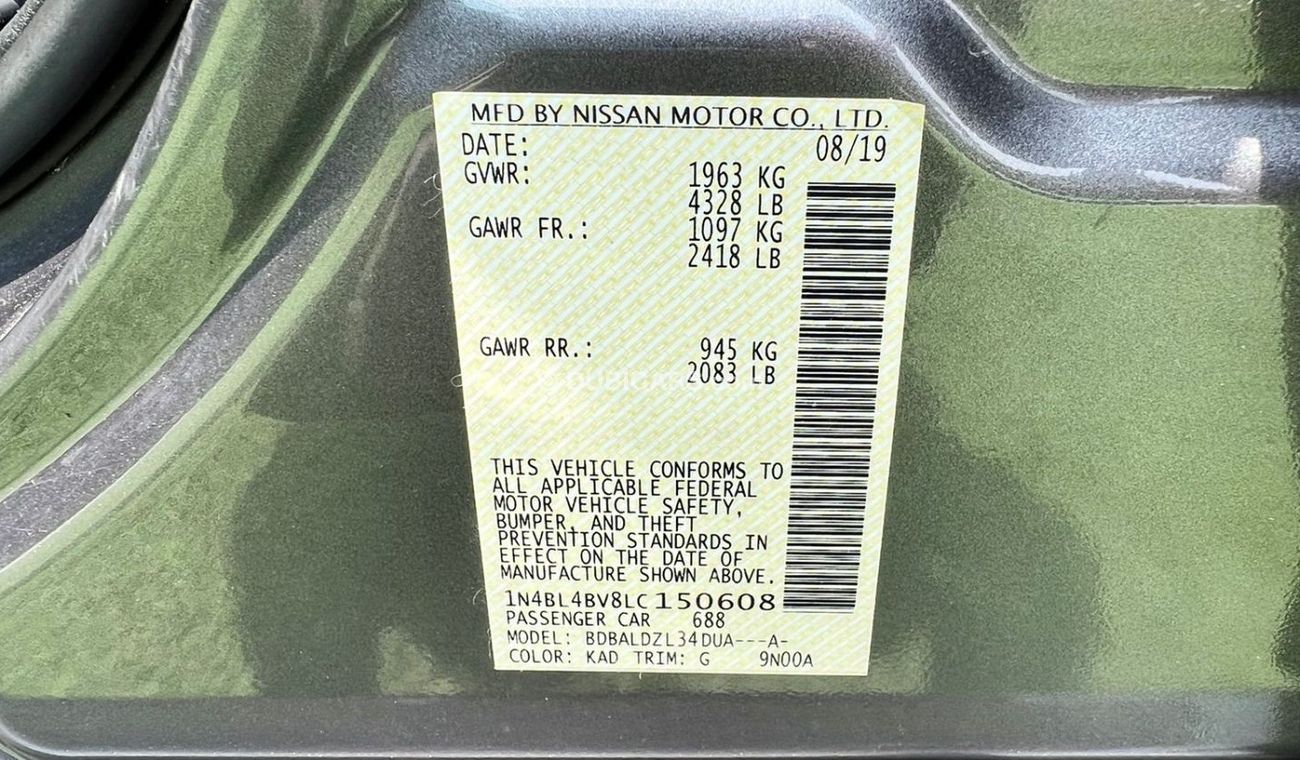 MFD BY NISSAN MOTOR CO., LTD.
DATE: 08/19
GVWR: 1963 KG
4328 LB
GAWR FR.: 1097 KG
2418 LB
GAWR RR.: 945 KG
2083 LB
THIS VEHICLE CONFORMS TO
ALL APPLICABLE FEDERAL
MOTOR VEHICLE SAFETY,
BUMPER, AND THEFT
PREVENTION STANDARDS IN
EFFECT ON THE DATE OF
MANUFACTURE SHOWN ABOVE.
1N4BL4BV8LC150608
PASSENGER CAR 688
MODEL: BDBALDZL34DUA---A-
COLOR: KAD TRIM: G 9N00A